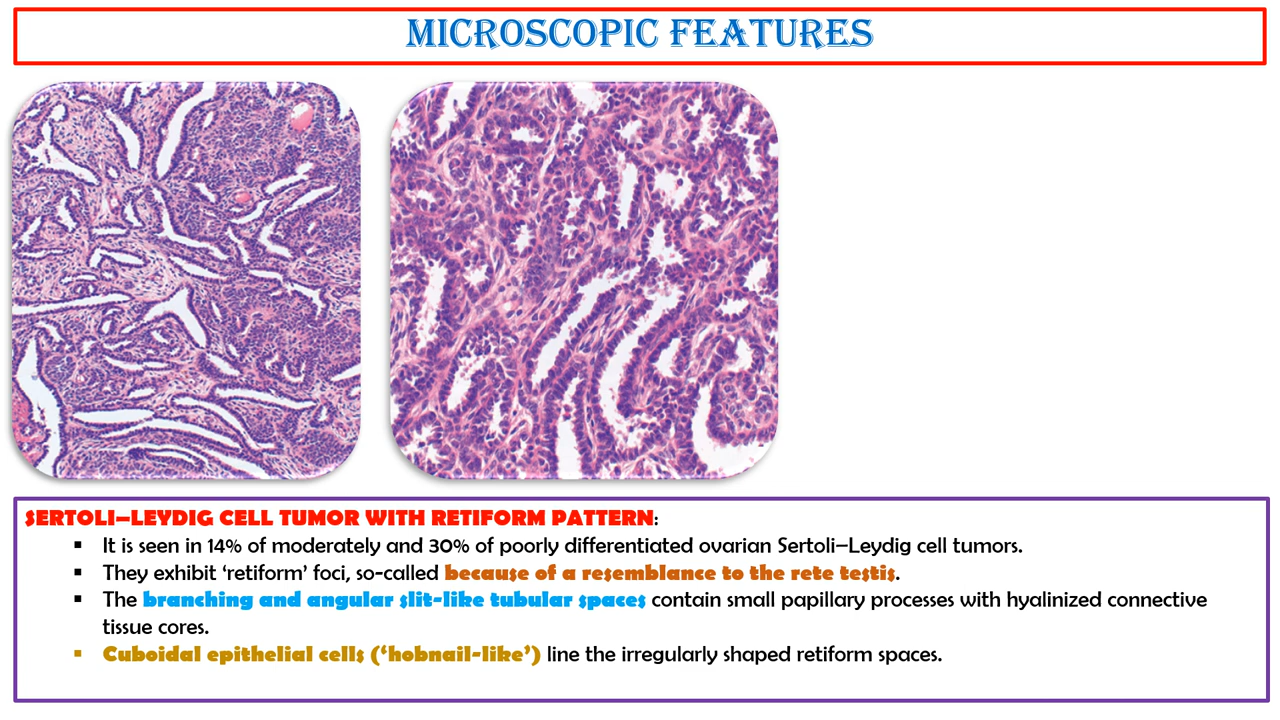 MICROSCOPIC FEATURES
SERTOLI–LEYDIG CELL TUMOR WITH RETIFORM PATTERN:
▪ It is seen in 14% of moderately and 30% of poorly differentiated ovarian Sertoli–Leydig cell tumors.
▪ They exhibit ‘retiform’ foci, so-called because of a resemblance to the rete testis.
▪ The branching and angular slit-like tubular spaces contain small papillary processes with hyalinized connective
tissue cores.
▪ Cuboidal epithelial cells (‘hobnail-like’) line the irregularly shaped retiform spaces.